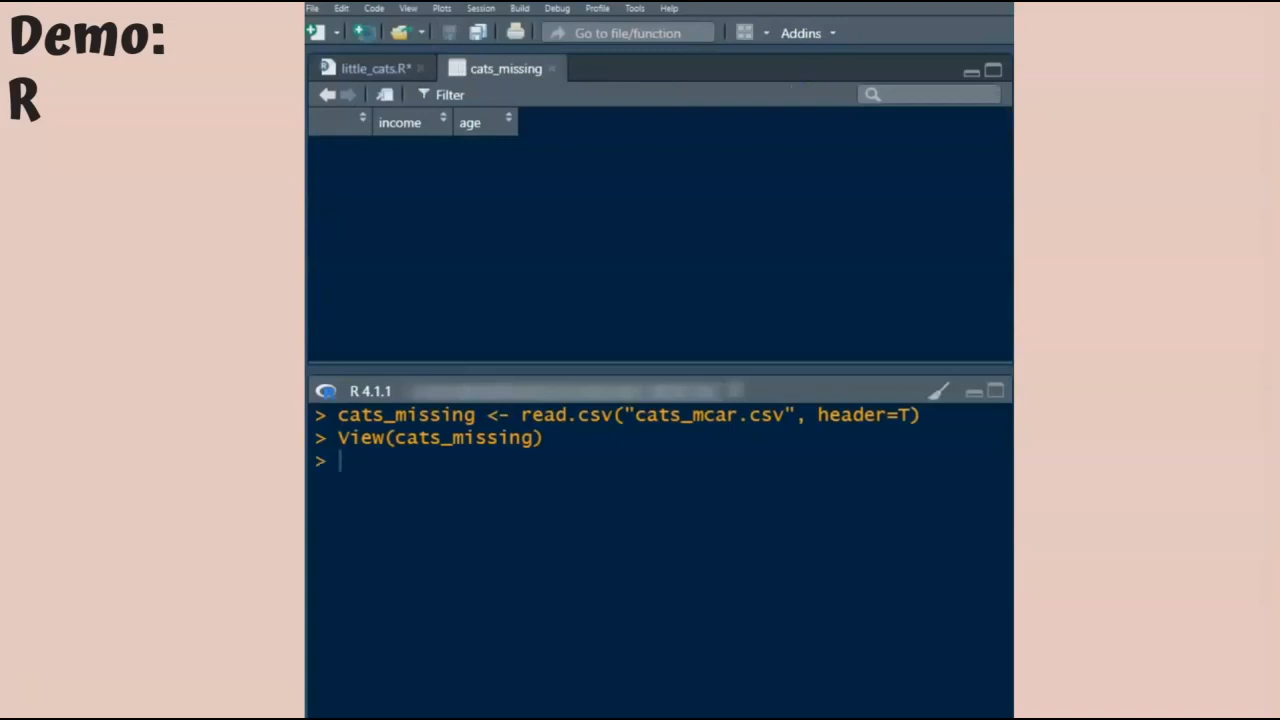 Demo:
R
File Edit Code View Plots Session Build Debug Profile Tools Help
Go to file/function Addins
little_cats.R* cats_missing
Filter
income age
R 4.1.1
> cats_missing <- read.csv("cats_mcar.csv", header=T)
> View(cats_missing)
>